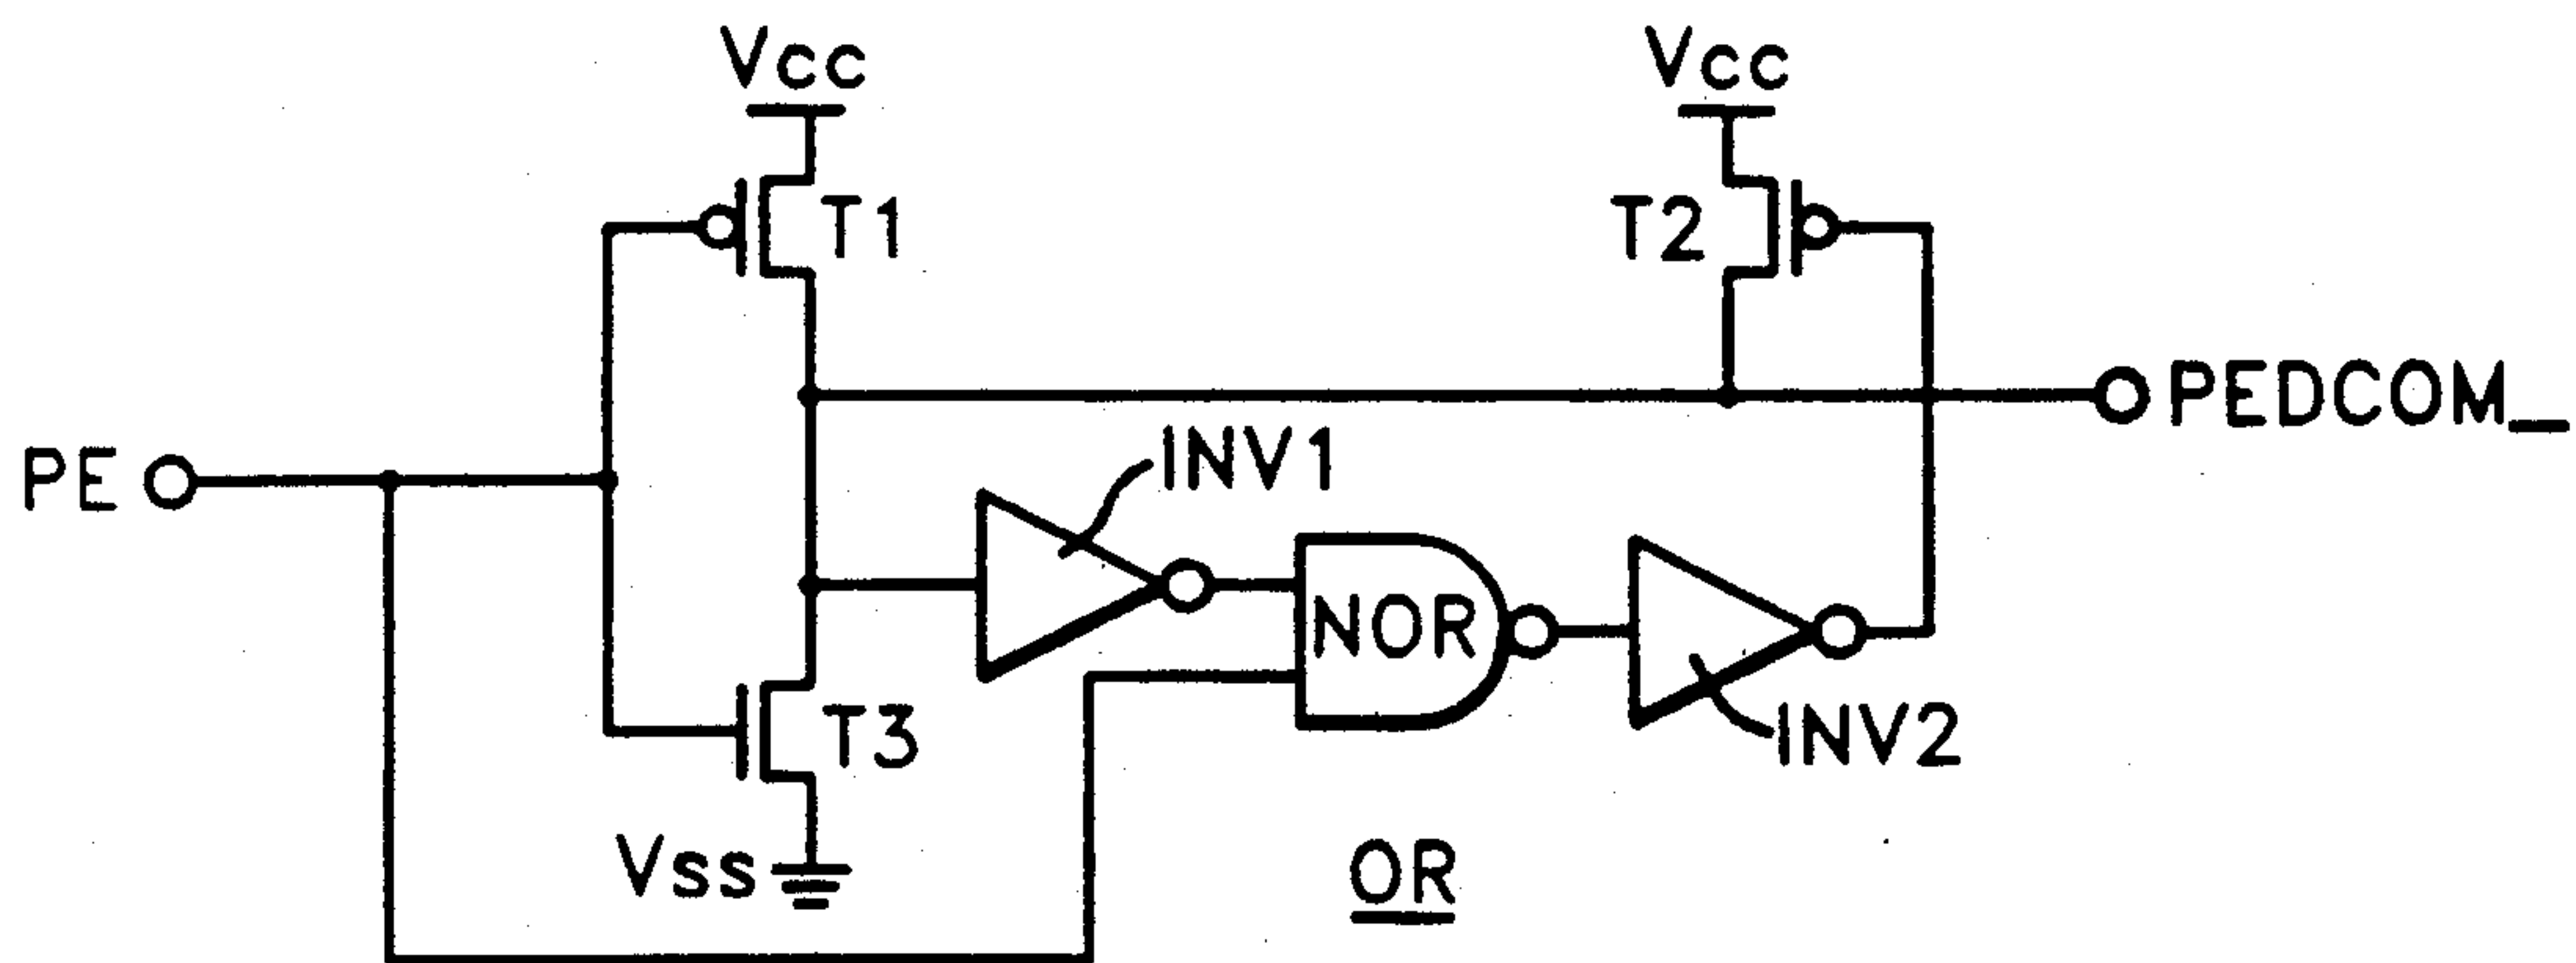 Vcc
Vcc
T1
T2
PEDCOM_
PE
INV1
NOR
T3
INV2
Vss
OR